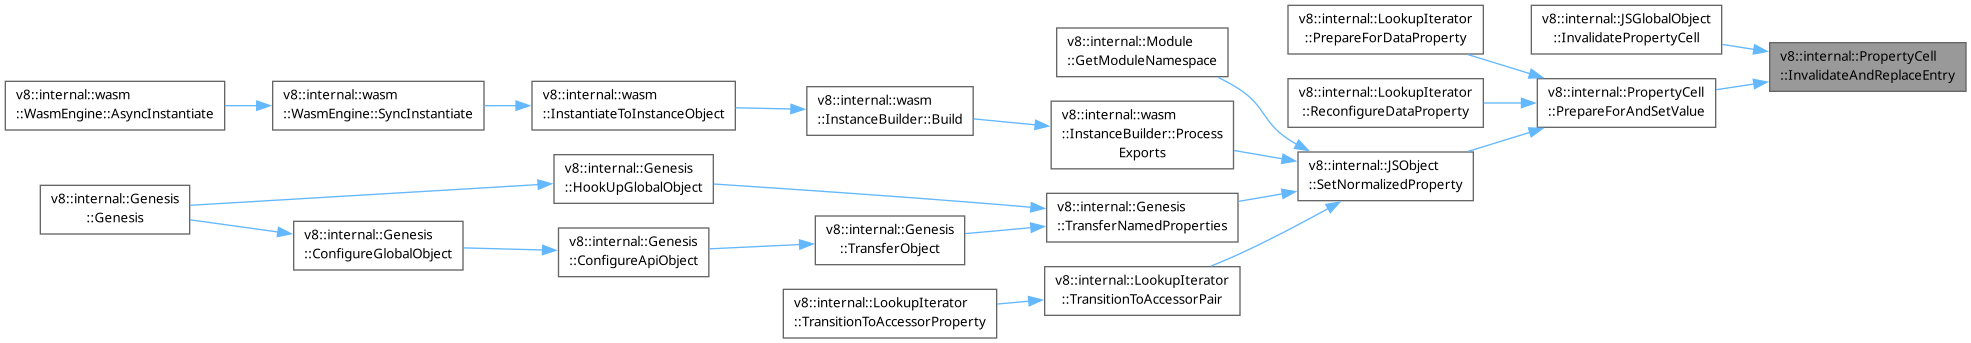 v8::internal::LookupIterator
::PrepareForDataProperty
v8::internal::JSGlobalObject
::InvalidatePropertyCell
v8::internal::Module
::GetModuleNamespace
v8::internal::PropertyCell
::InvalidateAndReplaceEntry
v8::internal::wasm
::WasmEngine::AsyncInstantiate
v8::internal::wasm
::WasmEngine::SyncInstantiate
v8::internal::wasm
::InstantiateToInstanceObject
v8::internal::wasm
::InstanceBuilder::Build
v8::internal::wasm
::InstanceBuilder::Process
Exports
v8::internal::LookupIterator
::ReconfigureDataProperty
v8::internal::PropertyCell
::PrepareForAndSetValue
v8::internal::JSObject
::SetNormalizedProperty
v8::internal::Genesis
::HookUpGlobalObject
v8::internal::Genesis
::Genesis
v8::internal::Genesis
::TransferNamedProperties
v8::internal::Genesis
::ConfigureGlobalObject
v8::internal::Genesis
::ConfigureApiObject
v8::internal::Genesis
::TransferObject
v8::internal::LookupIterator
::TransitionToAccessorPair
v8::internal::LookupIterator
::TransitionToAccessorProperty